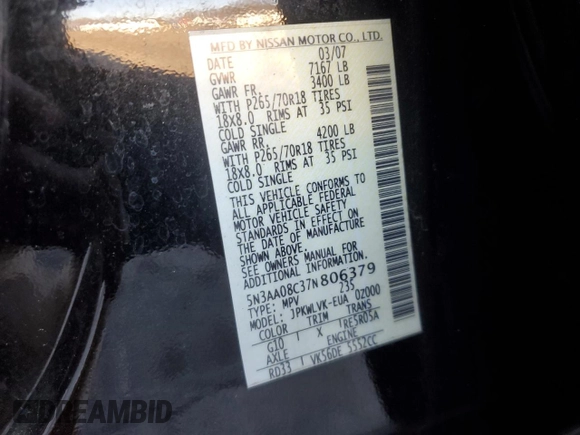 MFD BY NISSAN MOTOR CO., LTD.
DATE 03/07
GVWR 7167 LB
GAWR FR. 3400 LB
WITH P265/70R18 TIRES
18X8.0 RIMS AT 35 PSI
COLD SINGLE
GAWR RR. 4200 LB
WITH P265/70R18 TIRES
18X8.0 RIMS AT 35 PSI
COLD SINGLE
THIS VEHICLE CONFORMS TO
ALL APPLICABLE FEDERAL
MOTOR VEHICLE SAFETY
STANDARDS IN EFFECT ON
THE DATE OF MANUFACTURE
SHOWN ABOVE.
SEE OWNERS MANUAL FOR
ADDITIONAL INFORMATION.
5N3AA08C37N806379
TYPE: MPV 235
MODEL: JPKWLVK-EUA 02000
COLOR TRIM TRANS
G10 X RE5R05A
AXLE ENGINE
RD33 VK56DE 5552CC
DREAMBID